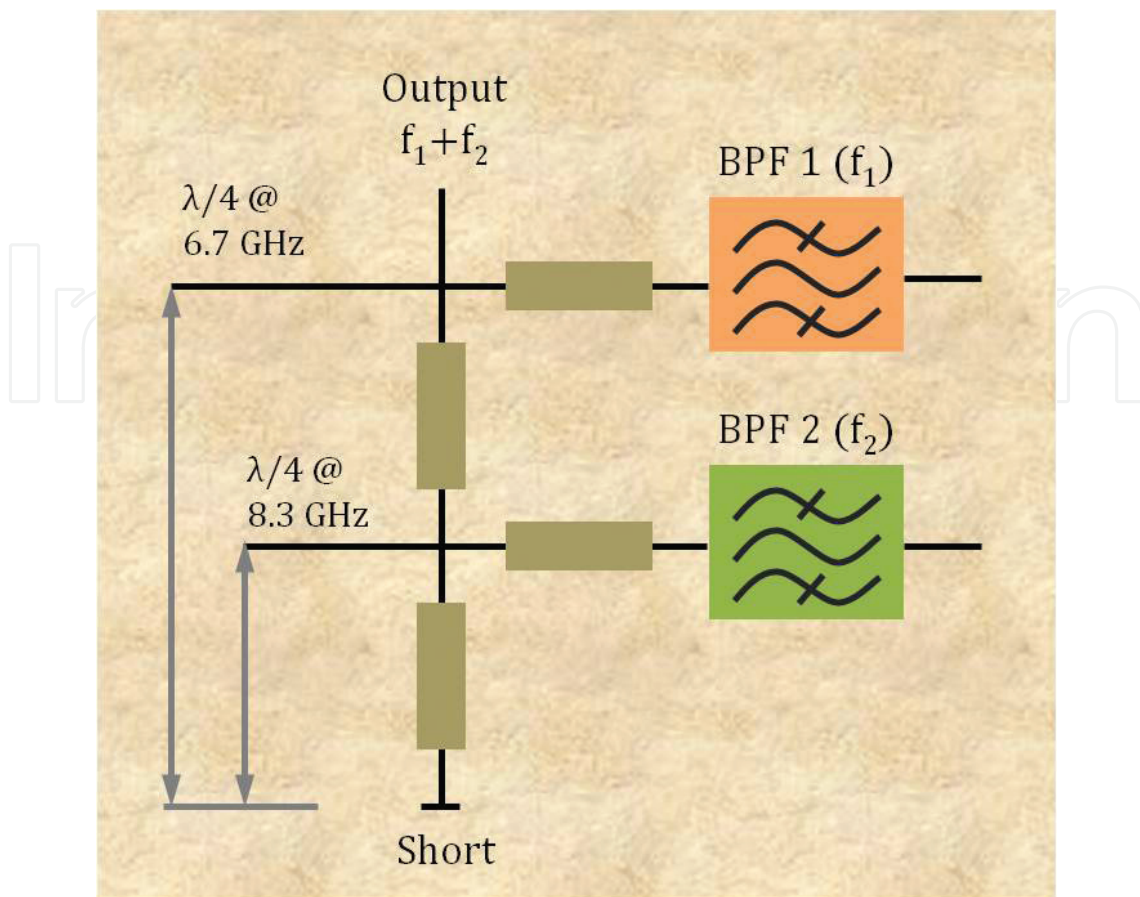 Output
f₁+f₂
BPF 1 (f₁)
λ/4 @
6.7 GHz
BPF 2 (f₂)
λ/4 @
8.3 GHz
Short